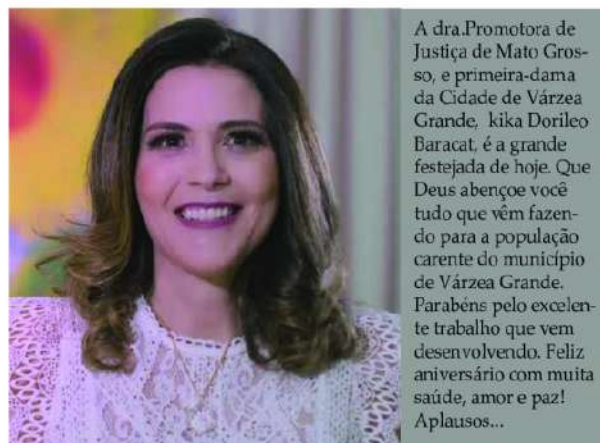 A dra.Promotora de
Justiça de Mato Gros-
so, e primeira-dama
da Cidade de Várzea
Grande, kika Dorileo
Baracat, é a grande
festejada de hoje. Que
Deus abençoe você
tudo que vêm fazen-
do para a população
carente do município
de Várzea Grande.
Parabéns pelo excelen-
te trabalho que vem
desenvolvendo. Feliz
aniversário com muita
saúde, amor e paz!
Aplausos...